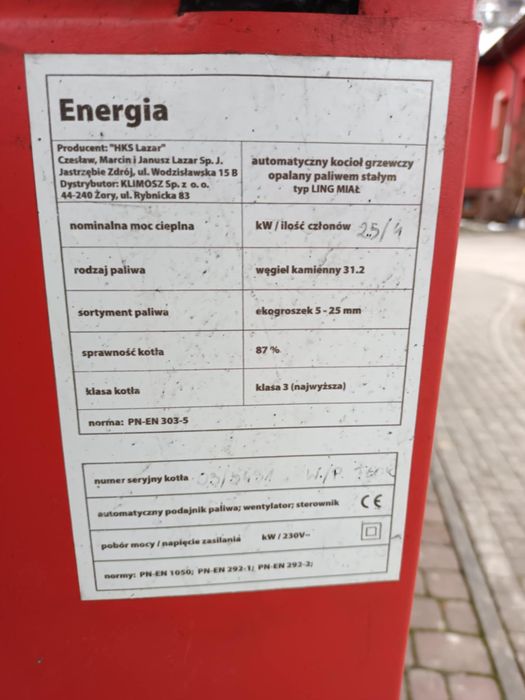 Energia
Producent: "HKS Lazar"
Czesław, Marcin i Janusz Lazar Sp. J.
Jastrzębie Zdrój, ul. Wodzisławska 15 B
Dystrybutor: KLIMOSZ Sp. z o. o.
44-240 Żory, ul. Rybnicka 83
automatyczny kocioł grzewczy
opalany paliwem stałym
typ LING MIAŁ
nominalna moc cieplna kW / ilość członów 25/4
rodzaj paliwa węgiel kamienny 31.2
sortyment paliwa ekogroszek 5 - 25 mm
sprawność kotła 87 %
klasa kotła klasa 3 (najwyższa)
norma: PN-EN 303-5
numer seryjny kotła
automatyczny podajnik paliwa; wentylator; sterownik CE
pobór mocy / napięcie zasilania kW / 230V~
normy: PN-EN 1050; PN-EN 292-1; PN-EN 292-2;